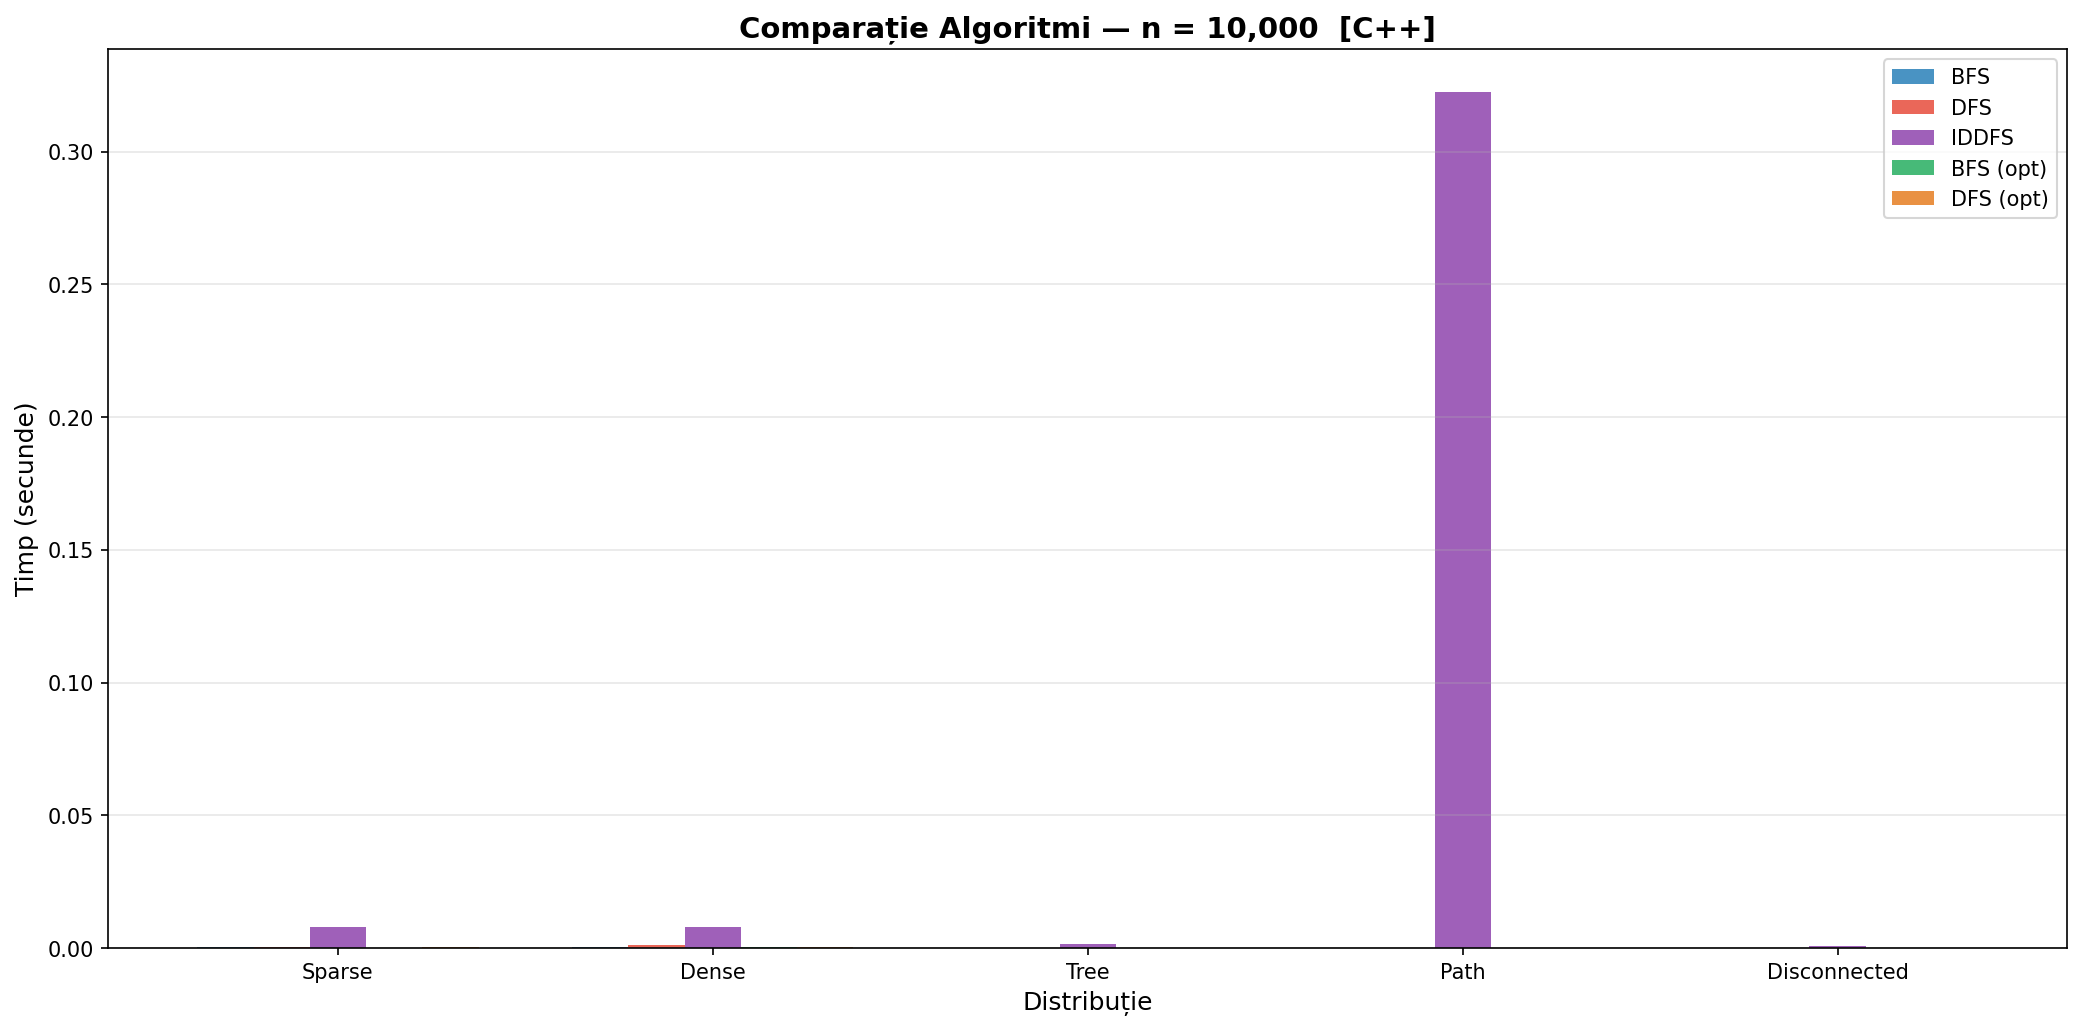 Comparație Algoritmi — n = 10,000 [C++]
BFS
DFS
IDDFS
BFS (opt)
DFS (opt)
Timp (secunde)
0.30
0.25
0.20
0.15
0.10
0.05
0.00
Sparse
Dense
Tree
Path
Disconnected
Distribuție